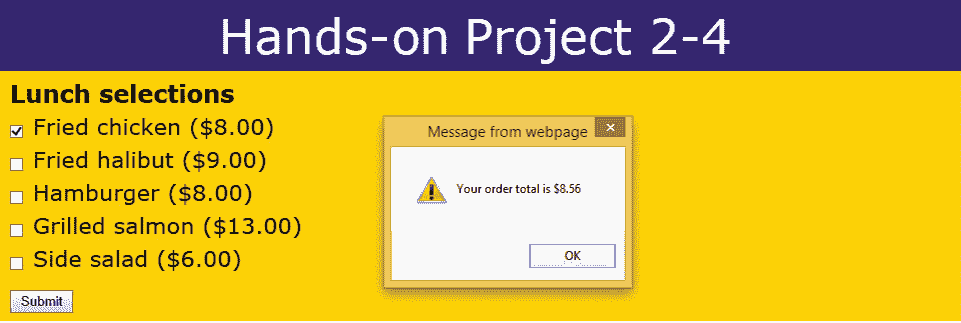 Hands-on Project 2-4
Lunch selections
Fried chicken ($8.00)
Fried halibut ($9.00)
Hamburger ($8.00)
Grilled salmon ($13.00)
Side salad ($6.00)
Submit
Message from webpage
Your order total is $8.56
OK